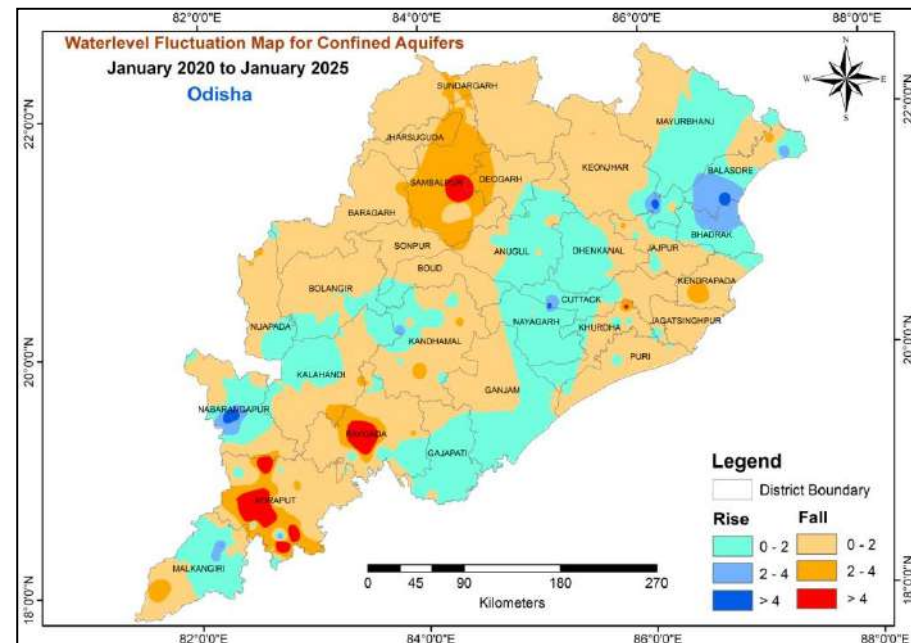 82°0'0"E 84°0'0"E 86°0'0"E 88°0'0"E
Waterlevel Fluctuation Map for Confined Aquifers
January 2020 to January 2025
Odisha
N
W E
S
22°0'0"N
22°0'0"N
SUNDARGARH
JHARSUGUDA
SAMBALPUR
DEOGARH
KEONJHAR
MAYURBHANJ
BALASORE
BARAGARH
BHADRAK
SONPUR
ANUGUL
DHENKANAL
JAJPUR
BOUD
KENDRAPADA
BOLANGIR
CUTTACK
JAGATSINGHPUR
NUAPADA
NAYAGARH
KHURDHA
KANDHAMAL
PURI
20°0'0"N
20°0'0"N
KALAHANDI
GANJAM
NABARANGAPUR
RAYGADA
GAJAPATI
KORAPUT
MALKANGIRI
18°0'0"N
18°0'0"N
Legend
District Boundary
Rise Fall
0 - 2 0 - 2
2 - 4 2 - 4
> 4 > 4
0 45 90 180 270
Kilometers
82°0'0"E 84°0'0"E 86°0'0"E 88°0'0"E